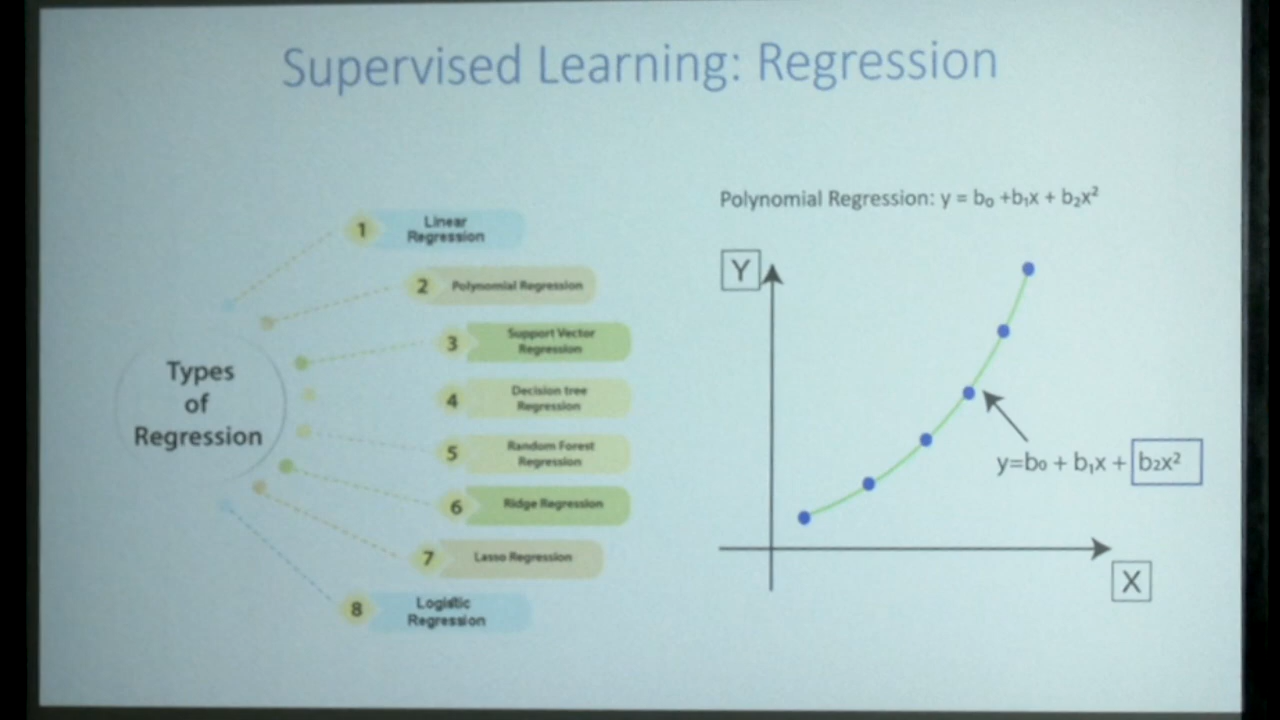 Supervised Learning: Regression
Types
of
Regression
1
Linear
Regression
2
Polynomial Regression
3
Support Vector
Regression
4
Decision tree
Regression
5
Random Forest
Regression
6
Ridge Regression
7
Lasso Regression
8
Logistic
Regression
Polynomial Regression: y = b₀ +b₁x + b₂x²
Y
y=b₀ + b₁x + b₂x²
X